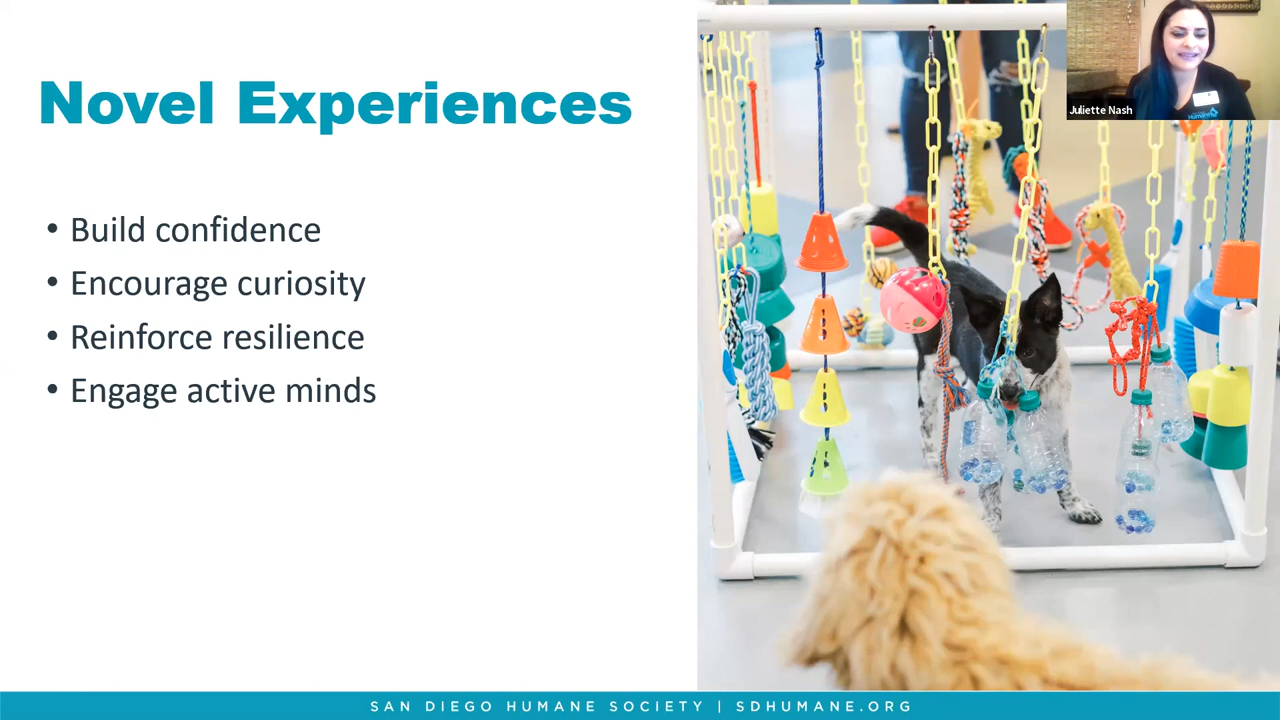 Novel Experiences
• Build confidence
• Encourage curiosity
• Reinforce resilience
• Engage active minds
Juliette Nash
SAN DIEGO HUMANE SOCIETY | SDHUMANE.ORG